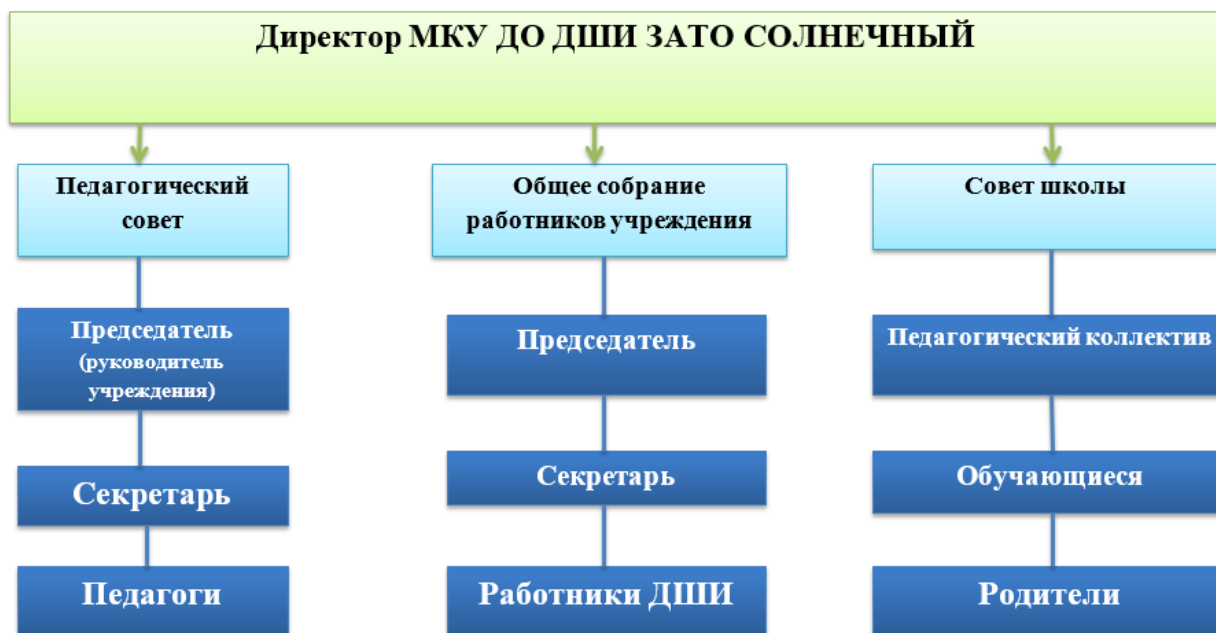 Директор МКУ ДО ДШИ ЗАТО СОЛНЕЧНЫЙ
Педагогический
совет
Председатель
(руководитель
учреждения)
Секретарь
Педагоги
Общее собрание
работников учреждения
Председатель
Секретарь
Работники ДШИ
Совет школы
Педагогический коллектив
Обучающиеся
Родители